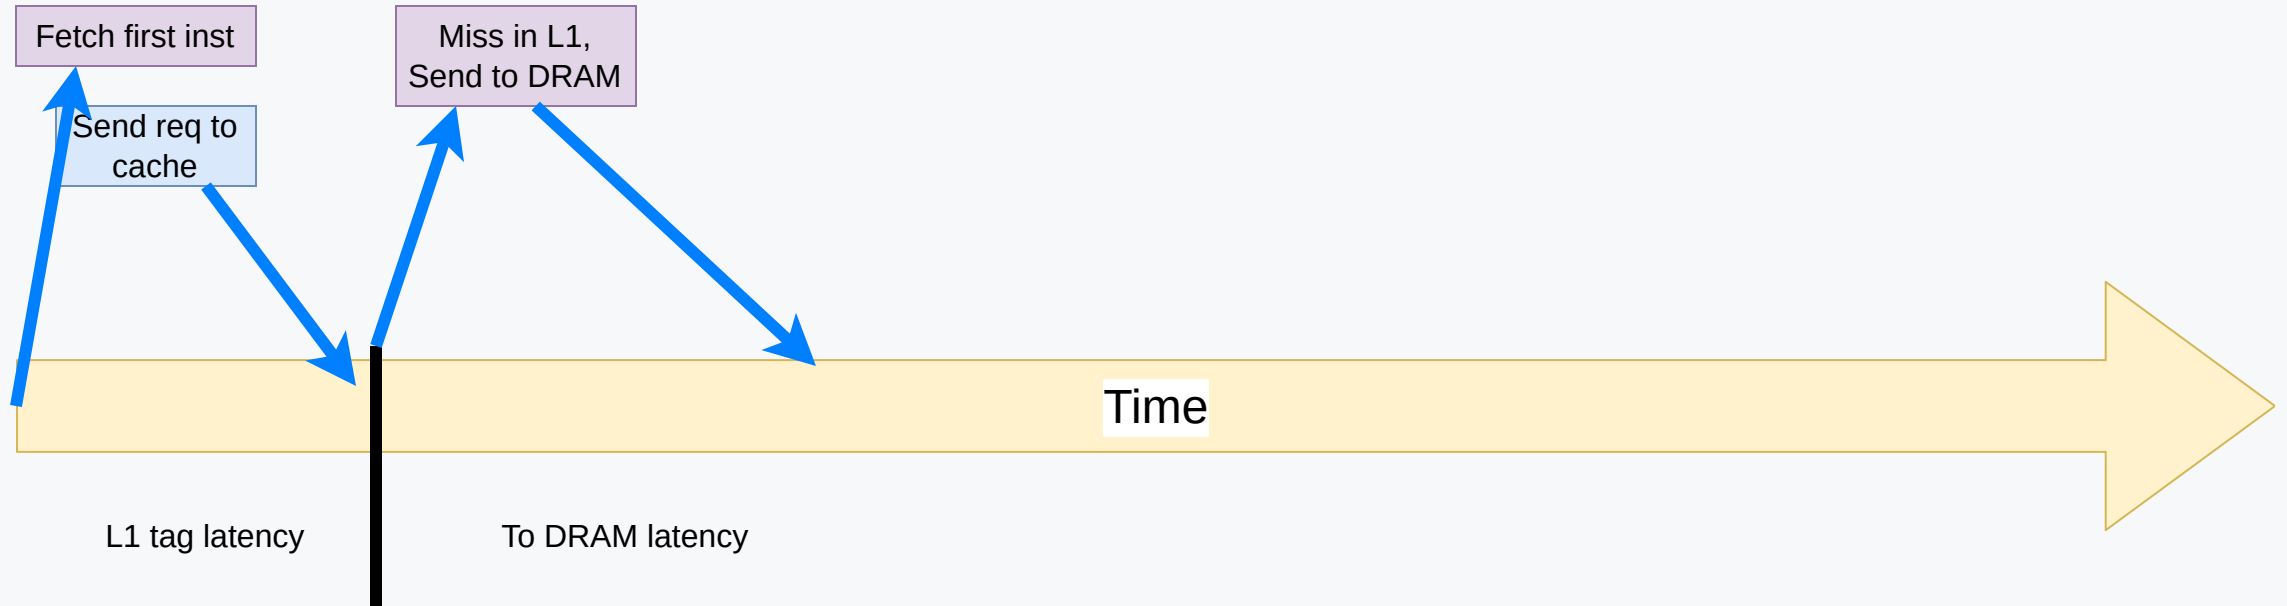 Fetch first inst
Send req to
cache
Miss in L1,
Send to DRAM
Time
L1 tag latency
To DRAM latency